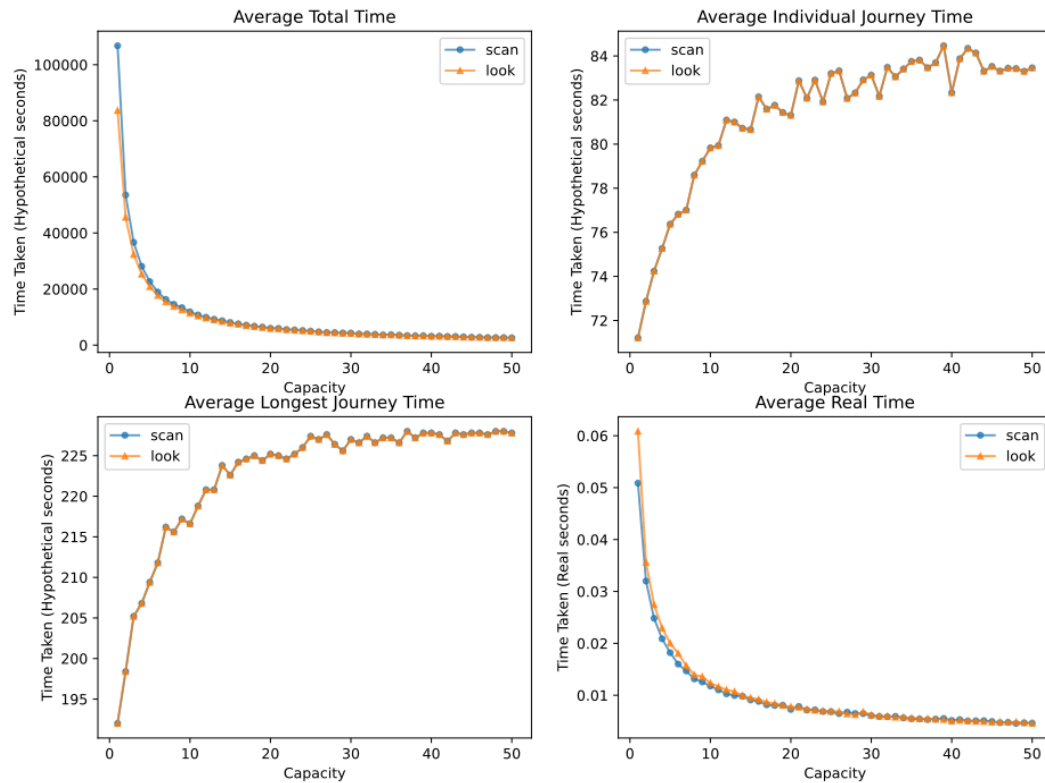 Average Total Time
Time Taken (Hypothetical seconds)
100000
80000
60000
40000
20000
0
0 10 20 30 40 50
Capacity
scan
look
Average Individual Journey Time
Time Taken (Hypothetical seconds)
84
82
80
78
76
74
72
0 10 20 30 40 50
Capacity
scan
look
Average Longest Journey Time
Time Taken (Hypothetical seconds)
225
220
215
210
205
200
195
0 10 20 30 40 50
Capacity
scan
look
Average Real Time
Time Taken (Real seconds)
0.06
0.05
0.04
0.03
0.02
0.01
0 10 20 30 40 50
Capacity
scan
look